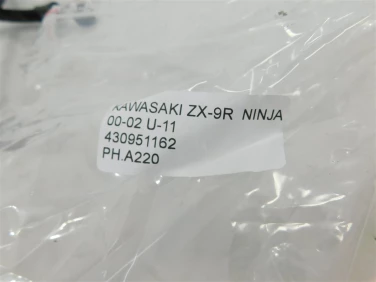 KAWASAKI ZX-9R NINJA
00-02 U-11
430951162
PH.A220